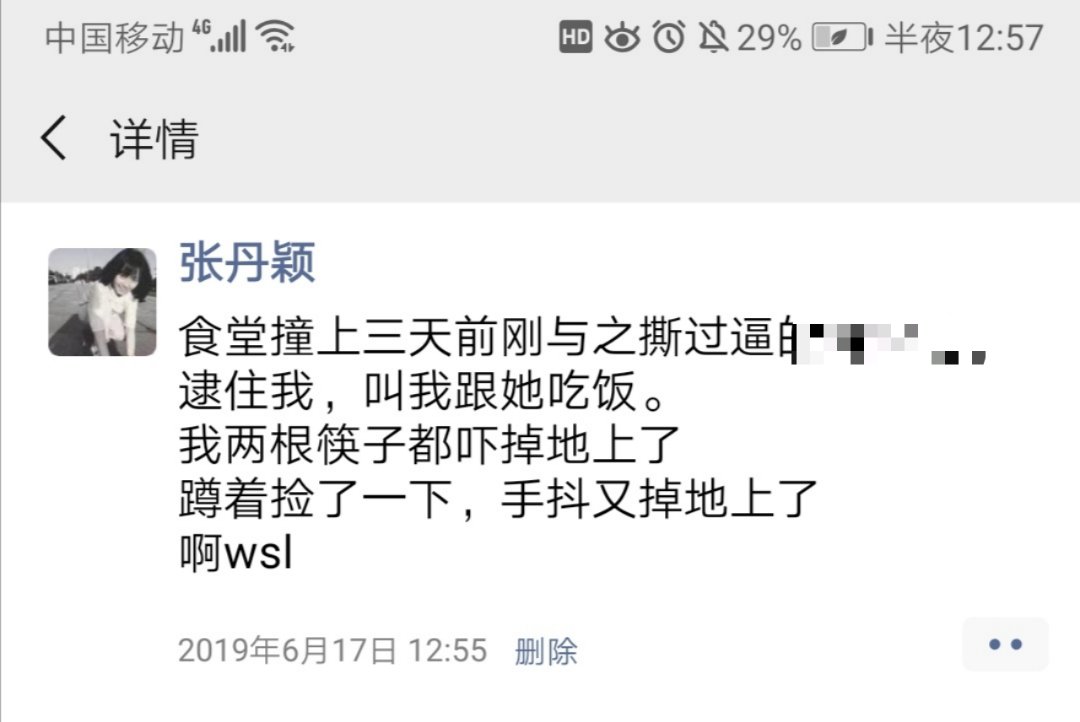 中国移动 4G HD 29% 半夜12:57
详情
张丹颖
食堂撞上三天前刚与之撕过逼的
逮住我，叫我跟她吃饭。
我两根筷子都吓掉地上了
蹲着捡了一下，手抖又掉地上了
啊wsl
2019年6月17日 12:55 删除